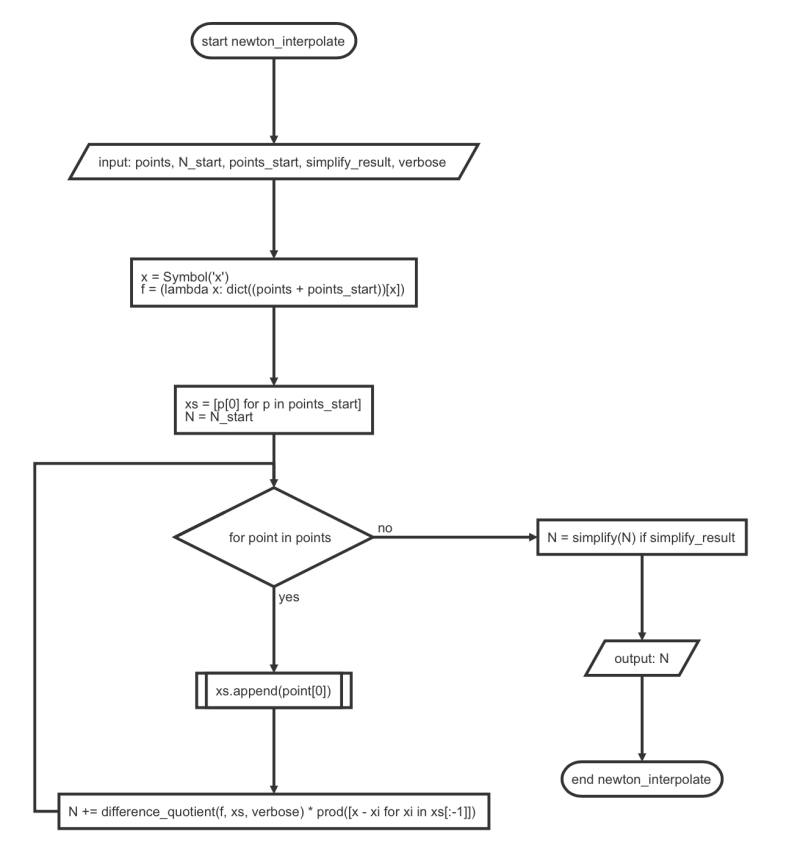 start newton_interpolate
input: points, N_start, points_start, simplify_result, verbose
x = Symbol('x')
f = (lambda x: dict((points + points_start))[x])
xs = [p[0] for p in points_start]
N = N_start
for point in points
no
N = simplify(N) if simplify_result
yes
output: N
xs.append(point[0])
end newton_interpolate
N += difference_quotient(f, xs, verbose) * prod([x - xi for xi in xs[:-1]])